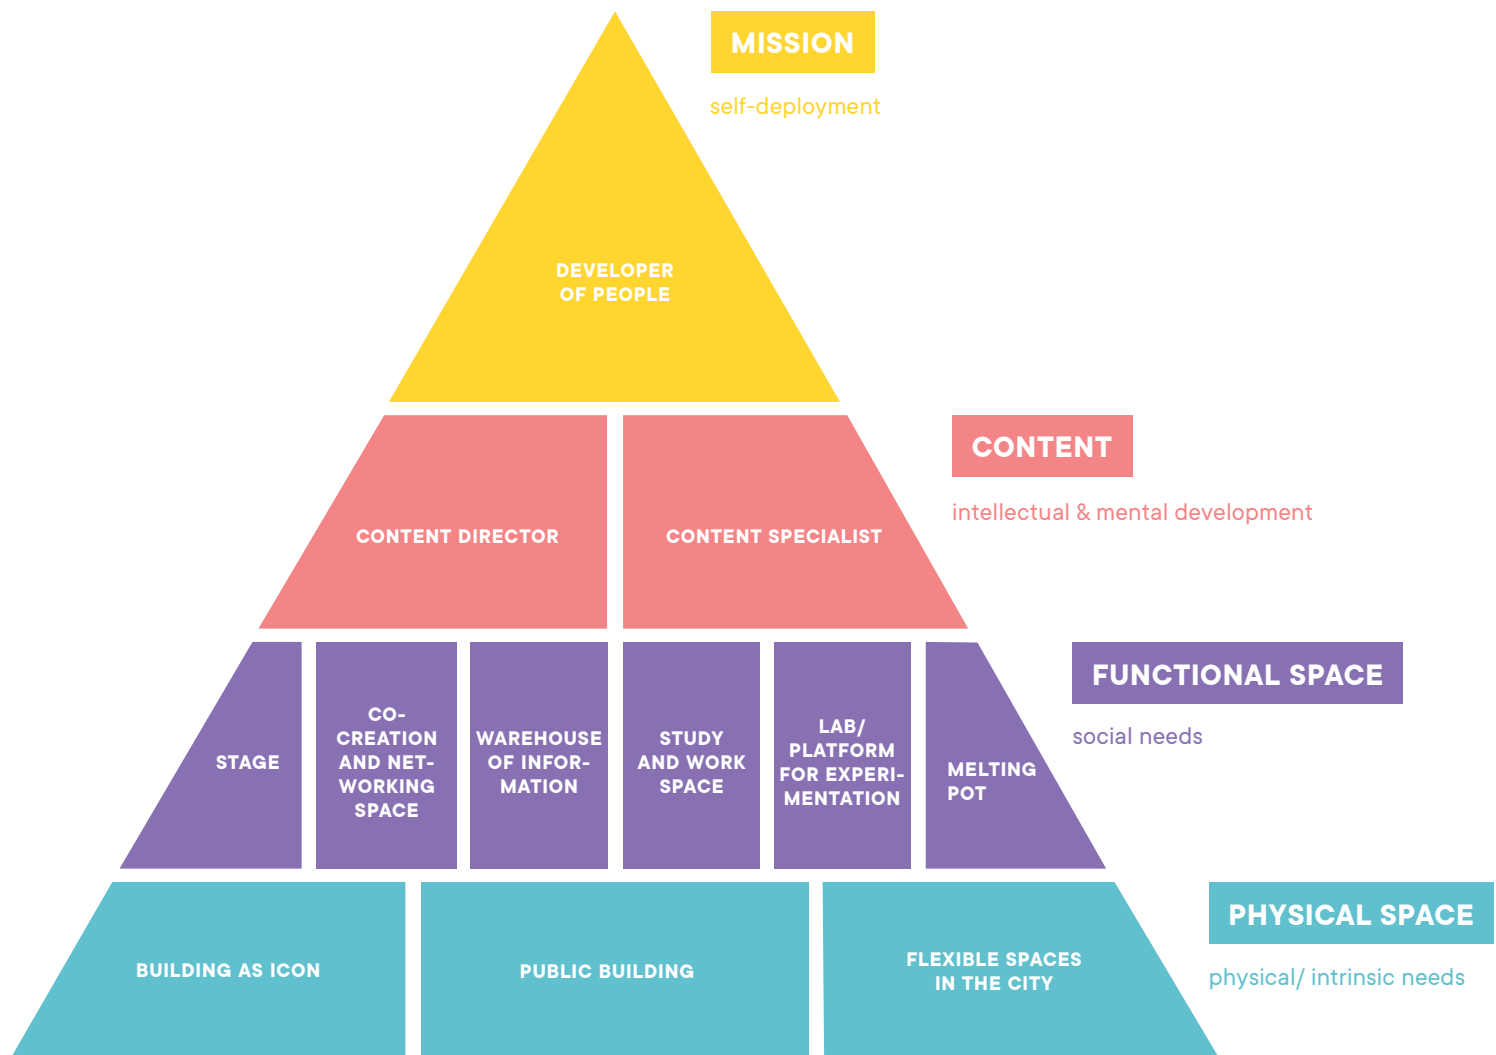 MISSION
self-deployment
DEVELOPER
OF PEOPLE
CONTENT
intellectual & mental development
CONTENT DIRECTOR
CONTENT SPECIALIST
FUNCTIONAL SPACE
social needs
STAGE
CO-
CREATION
AND NET-
WORKING
SPACE
WAREHOUSE
OF INFOR-
MATION
STUDY
AND WORK
SPACE
LAB/
PLATFORM
FOR EXPERI-
MENTATION
MELTING
POT
PHYSICAL SPACE
physical/ intrinsic needs
BUILDING AS ICON
PUBLIC BUILDING
FLEXIBLE SPACES
IN THE CITY